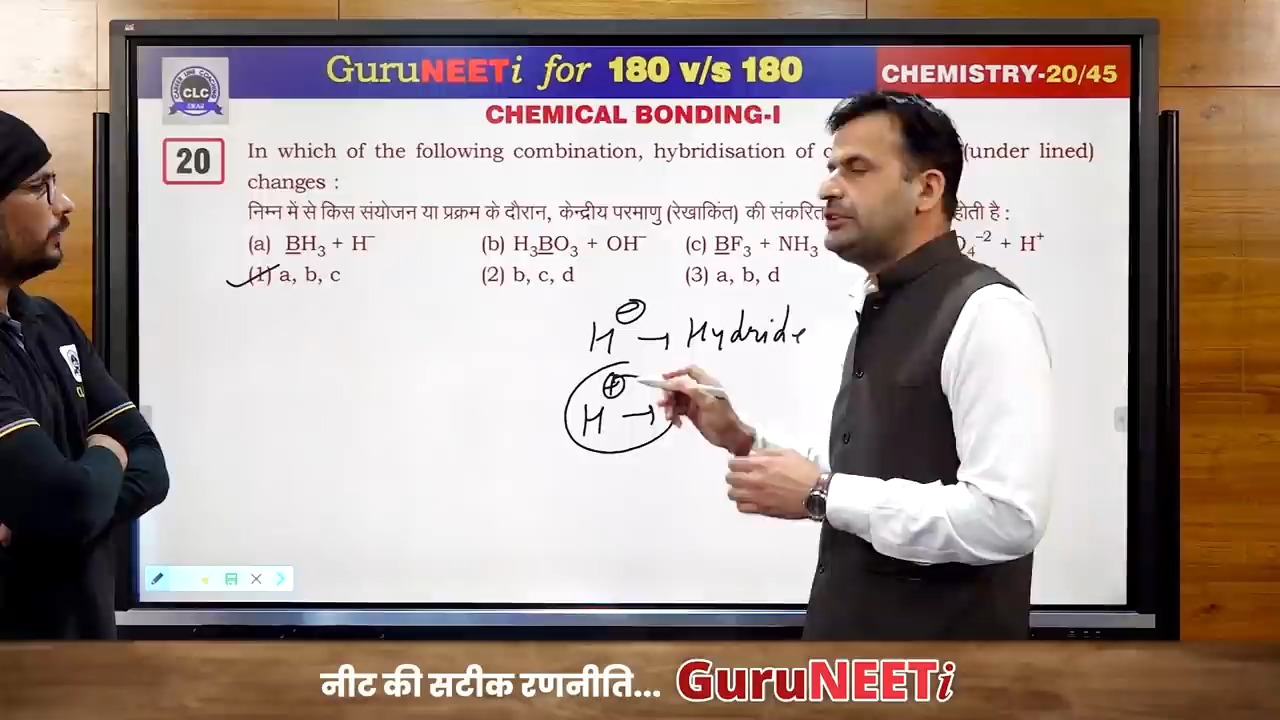 GuruNEETi for 180 v/s 180
CHEMISTRY-20/45
CLC
CHEMICAL BONDING-I
20
In which of the following combination, hybridisation of (under lined)
changes :
निम्न में से किस संयोजन या प्रक्रम के दौरान, केन्द्रीय परमाणु (रेखाकिंत) की संकरित होती है :
(a) BH₃ + H⁻ (b) H₃BO₃ + OH⁻ (c) BF₃ + NH₃ O₄⁻² + H⁺
(1) a, b, c (2) b, c, d (3) a, b, d
H⊖ → Hydride
H⊕ →
नीट की सटीक रणनीति... GuruNEETi